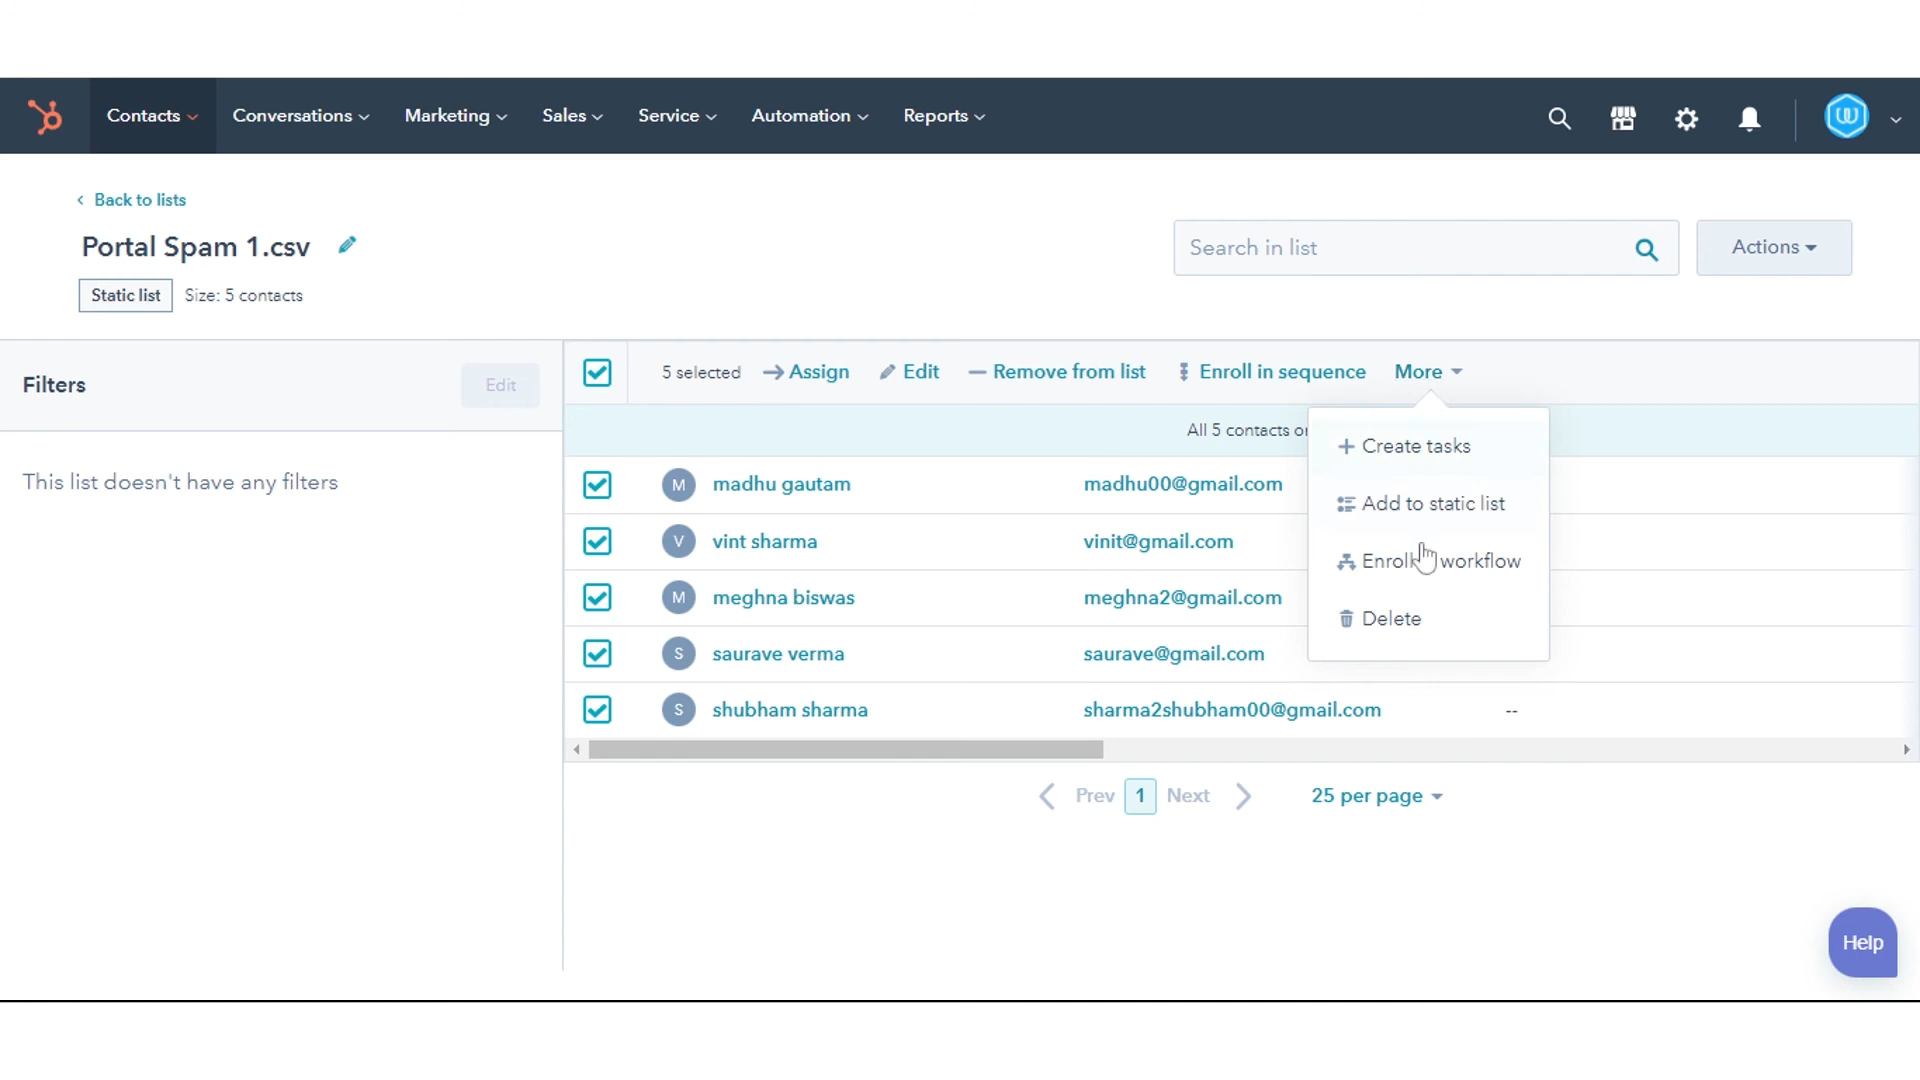 Contacts Conversations Marketing Sales Service Automation Reports
Back to lists
Portal Spam 1.csv
Search in list
Actions
Static list Size: 5 contacts
Filters
Edit
5 selected Assign Edit Remove from list Enroll in sequence More
All 5 contacts
Create tasks
Add to static list
Enroll workflow
Delete
This list doesn't have any filters
M madhu gautam madhu00@gmail.com
V vint sharma vinit@gmail.com
M meghna biswas meghna2@gmail.com
S saurave verma saurave@gmail.com
S shubham sharma sharma2shubham00@gmail.com --
Prev 1 Next 25 per page
Help